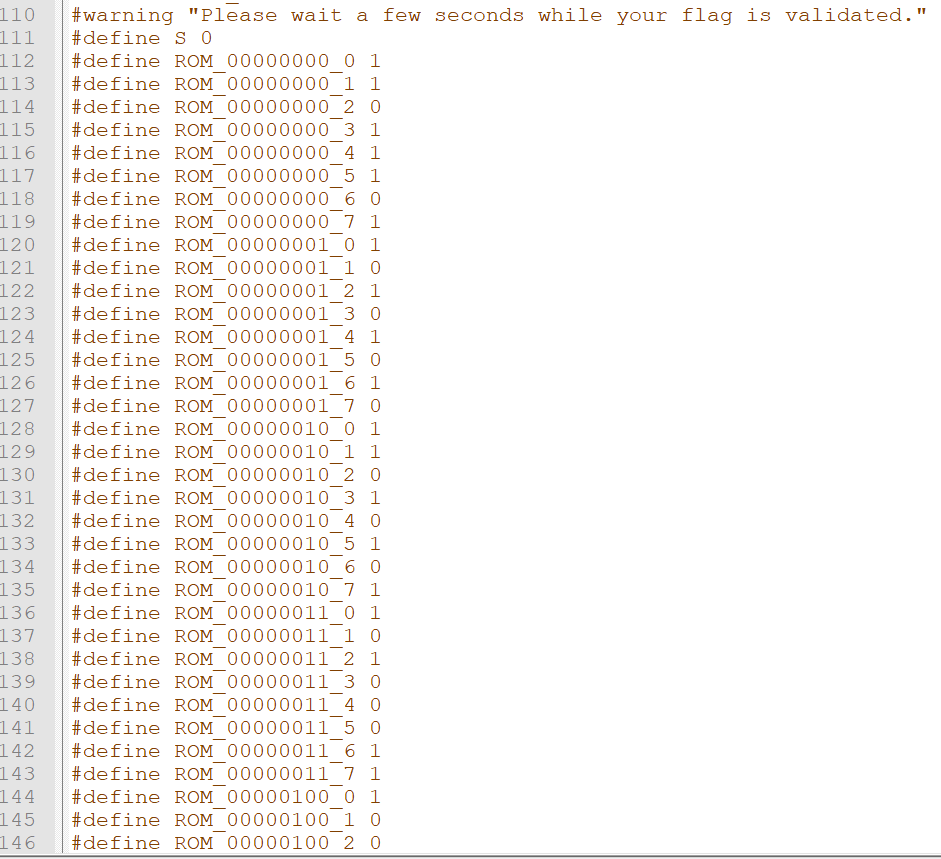 110 #warning "Please wait a few seconds while your flag is validated."
111 #define S 0
112 #define ROM_00000000_0 1
113 #define ROM_00000000_1 1
114 #define ROM_00000000_2 0
115 #define ROM_00000000_3 1
116 #define ROM_00000000_4 1
117 #define ROM_00000000_5 1
118 #define ROM_00000000_6 0
119 #define ROM_00000000_7 1
120 #define ROM_00000001_0 1
121 #define ROM_00000001_1 0
122 #define ROM_00000001_2 1
123 #define ROM_00000001_3 0
124 #define ROM_00000001_4 1
125 #define ROM_00000001_5 0
126 #define ROM_00000001_6 1
127 #define ROM_00000001_7 0
128 #define ROM_00000010_0 1
129 #define ROM_00000010_1 1
130 #define ROM_00000010_2 0
131 #define ROM_00000010_3 1
132 #define ROM_00000010_4 0
133 #define ROM_00000010_5 1
134 #define ROM_00000010_6 0
135 #define ROM_00000010_7 1
136 #define ROM_00000011_0 1
137 #define ROM_00000011_1 0
138 #define ROM_00000011_2 1
139 #define ROM_00000011_3 0
140 #define ROM_00000011_4 0
141 #define ROM_00000011_5 0
142 #define ROM_00000011_6 1
143 #define ROM_00000011_7 1
144 #define ROM_00000100_0 1
145 #define ROM_00000100_1 0
146 #define ROM_00000100_2 0